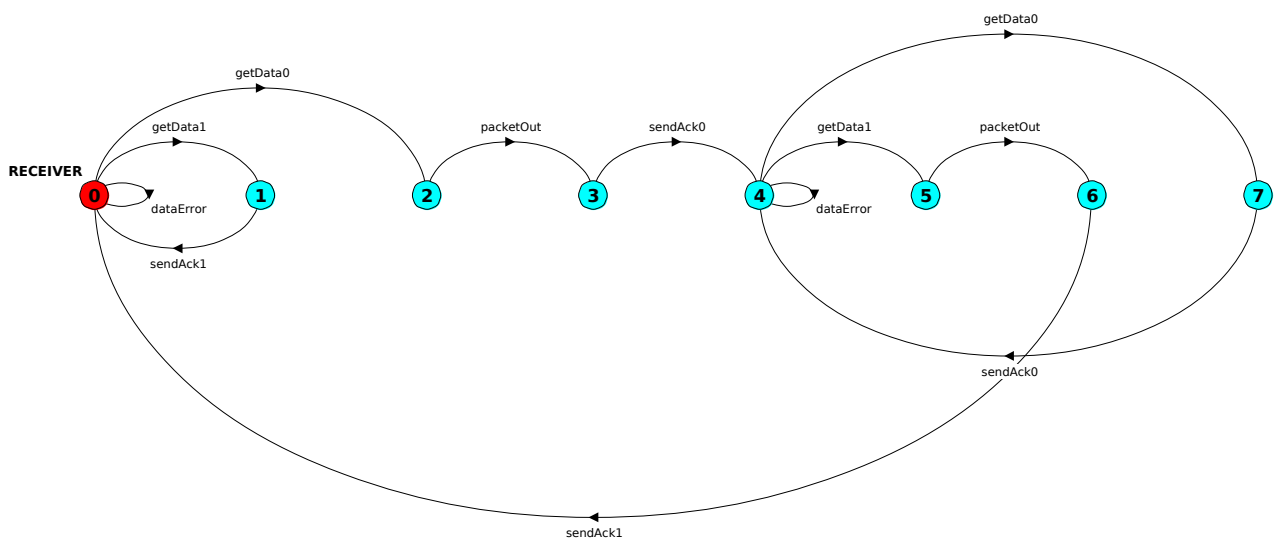 getData0
getData0
getData1
packetOut
sendAck0
getData1
packetOut
RECEIVER
0
1
2
3
4
5
6
7
dataError
dataError
sendAck1
sendAck0
sendAck1